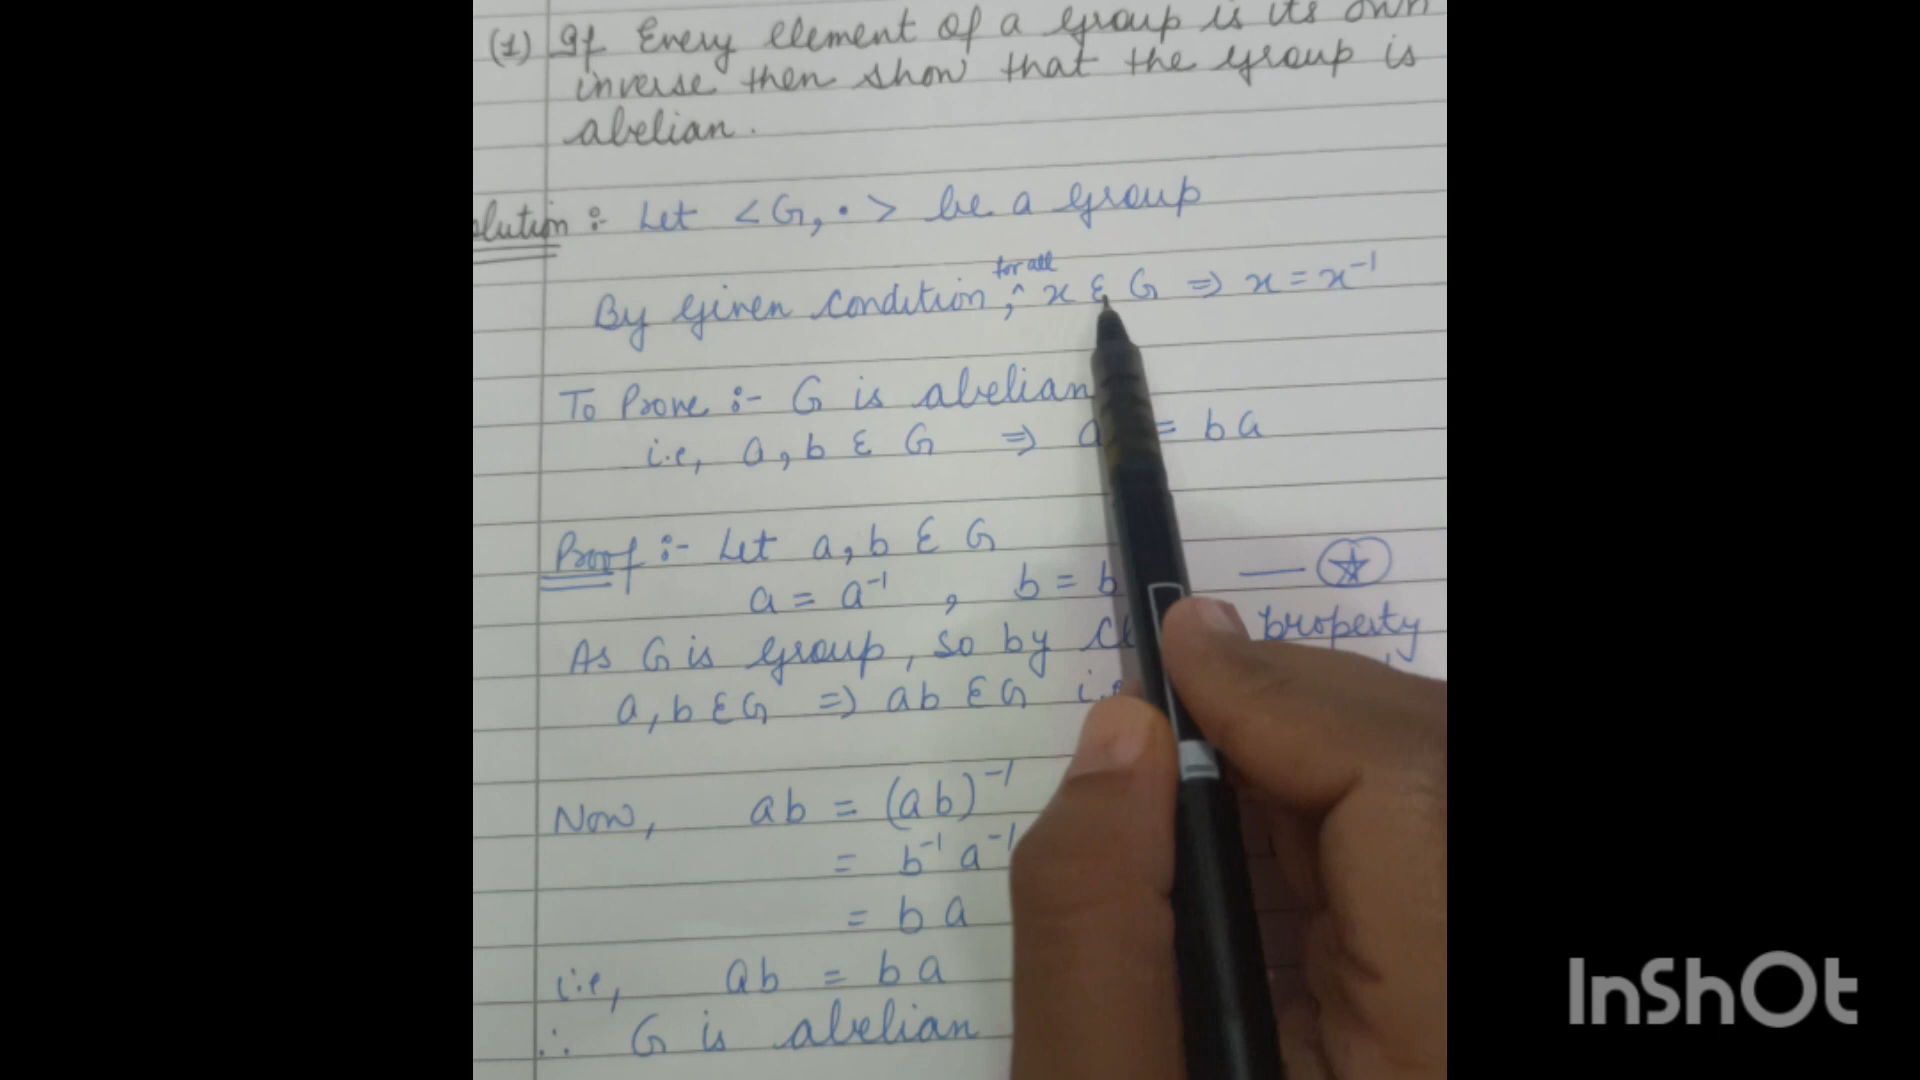 (1) If Every element of a group is its own
inverse then show that the group is
abelian.
lution :- Let <G, ·> be a group
for all
By given condition, ^ x ε G ⇒ x = x⁻¹
To Prove :- G is abelian
i.e, a, b ε G ⇒ a = ba
Proof :- Let a, b ε G
a = a⁻¹ , b = b ― ☆
As G is group, so by property
a, b ε G ⇒ ab ε G i.e
Now, ab = (ab)⁻¹
= b⁻¹ a⁻¹
= b a
i.e, ab = ba
∴ G is abelian
InShOt